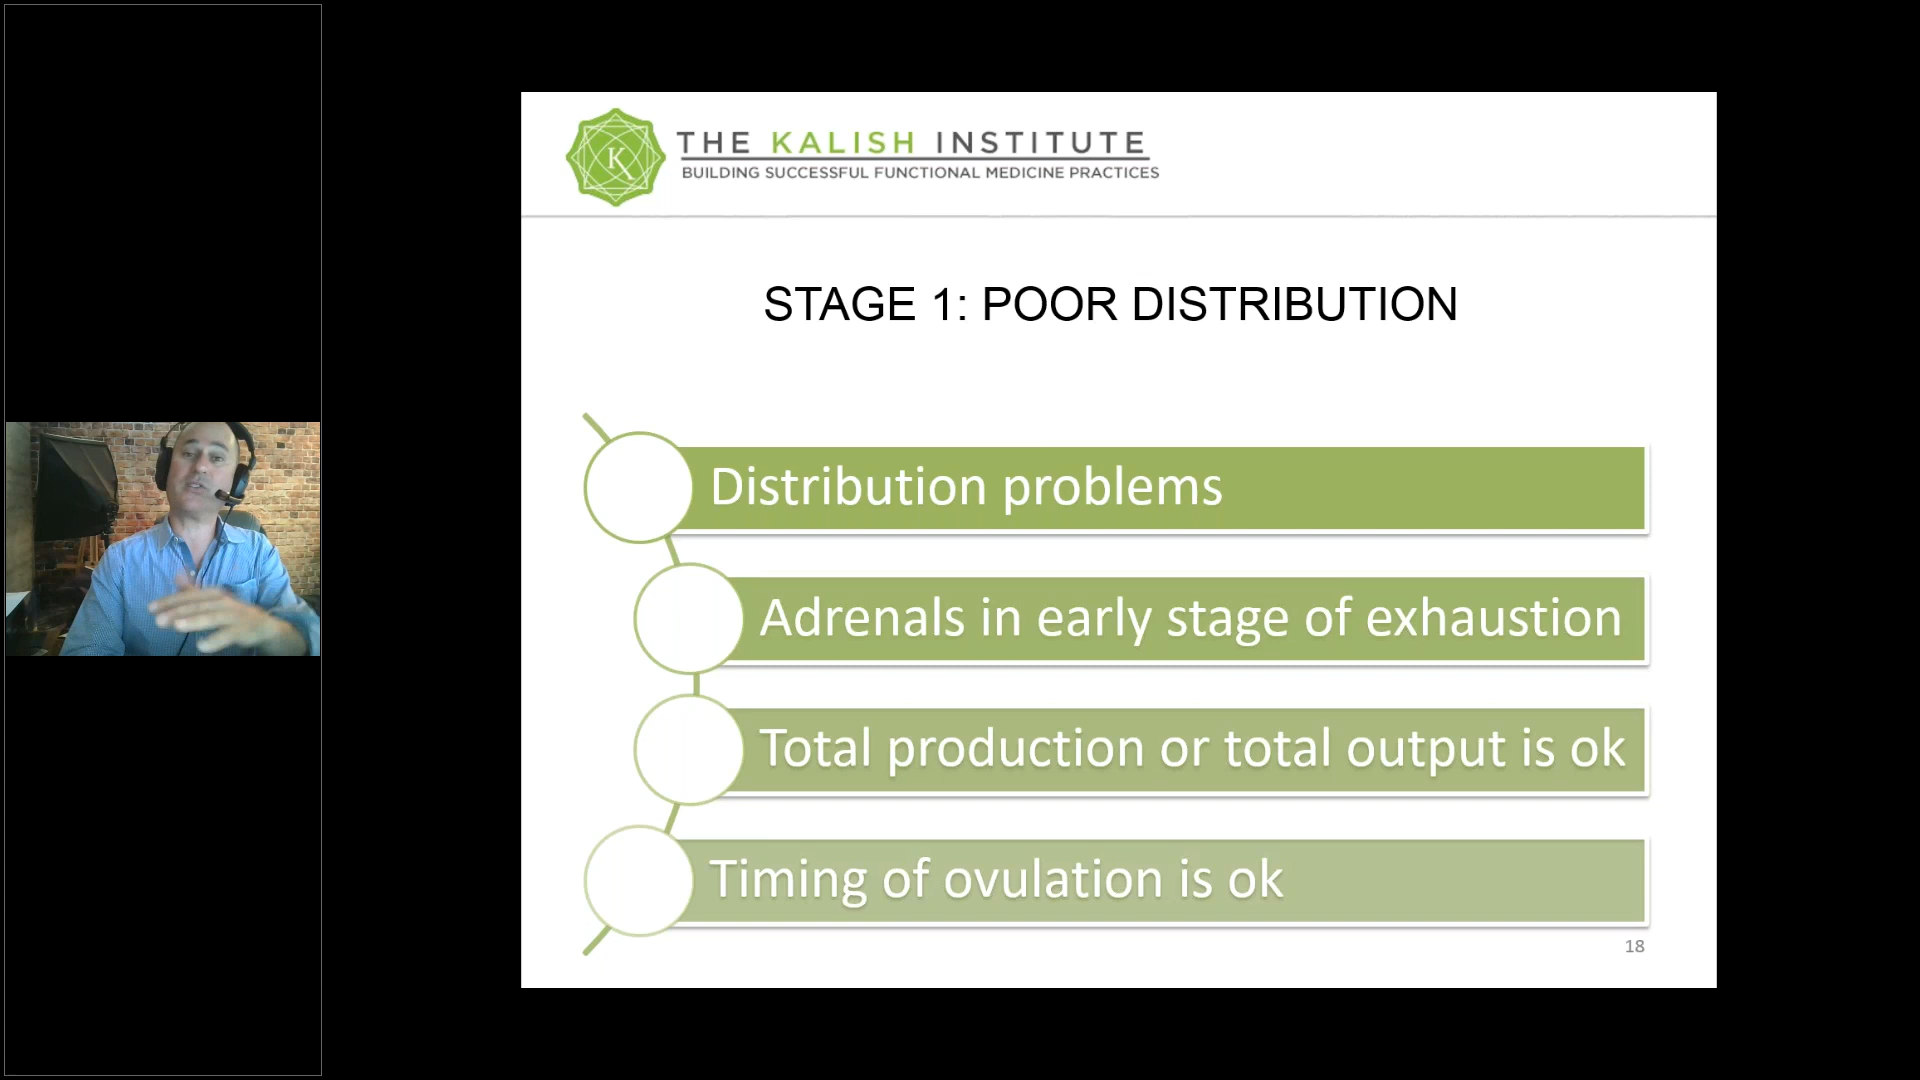 THE KALISH INSTITUTE
BUILDING SUCCESSFUL FUNCTIONAL MEDICINE PRACTICES
K
STAGE 1: POOR DISTRIBUTION
Distribution problems
Adrenals in early stage of exhaustion
Total production or total output is ok
Timing of ovulation is ok
18